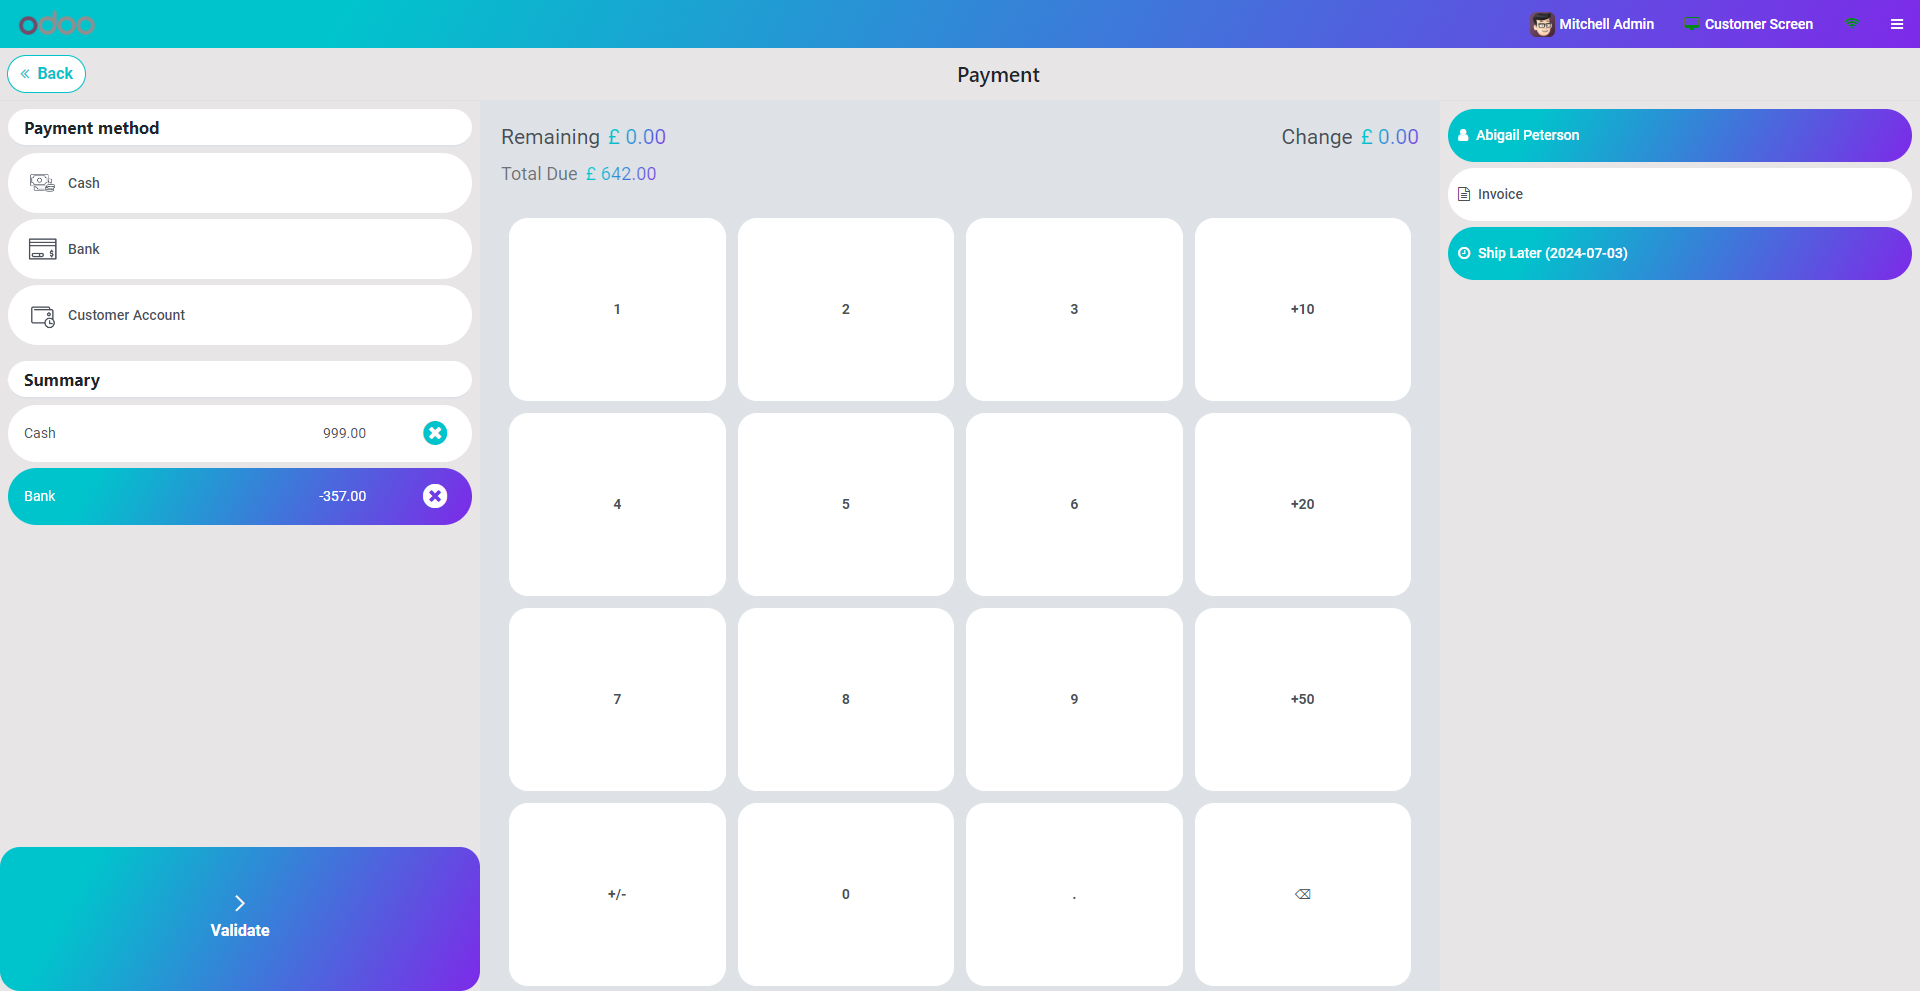 odoo
Mitchell Admin
Customer Screen
« Back
Payment
Payment method
Cash
Bank
Customer Account
Summary
Cash 999.00
Bank -357.00
Validate
Remaining £ 0.00
Change £ 0.00
Total Due £ 642.00
1 2 3 +10
4 5 6 +20
7 8 9 +50
+/- 0 . ⌫
Abigail Peterson
Invoice
Ship Later (2024-07-03)